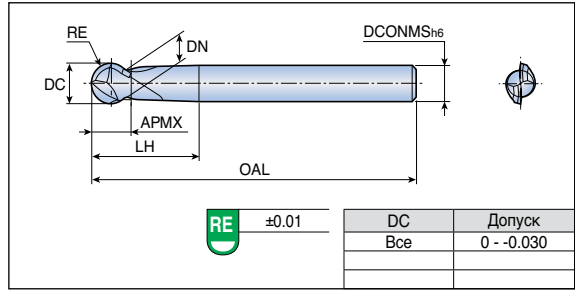 RE
DN
DCONMSh6
DC
APMX
LH
OAL
RE ±0.01
DC Допуск
Все 0 - -0.030